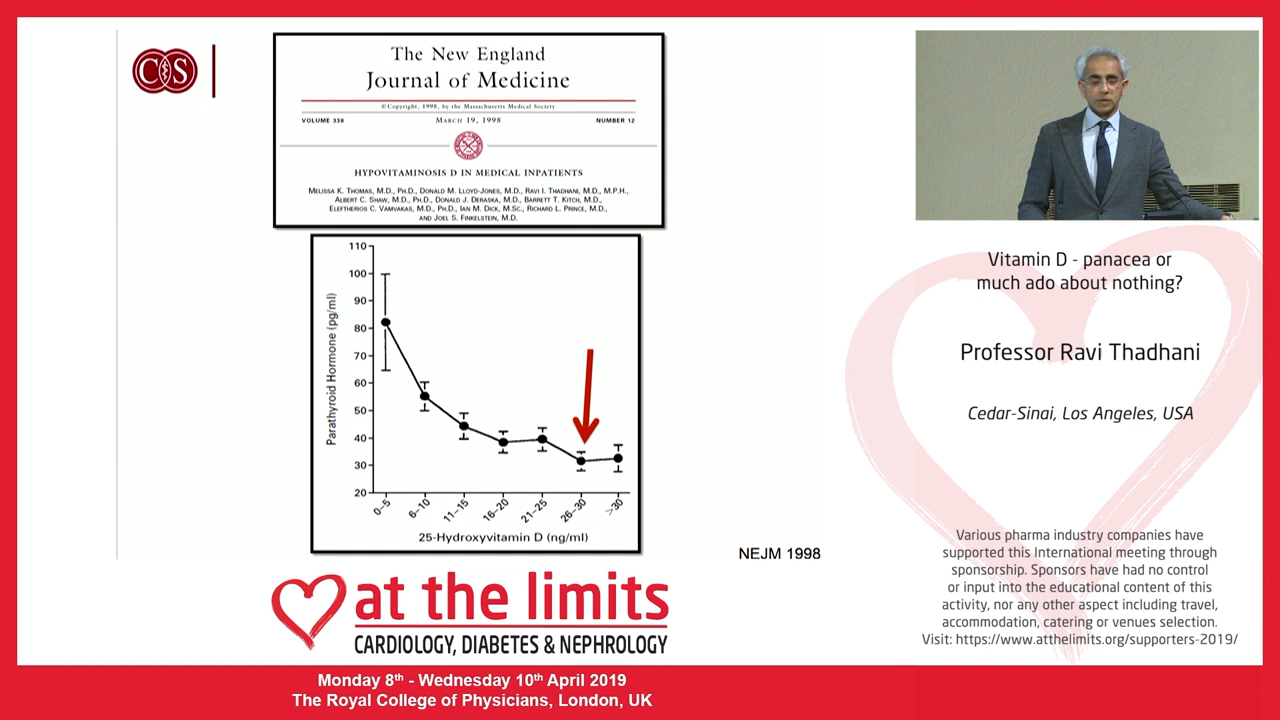 CS
The New England
Journal of Medicine
©Copyright, 1998, by the Massachusetts Medical Society
VOLUME 338 MARCH 19, 1998 NUMBER 12
HYPOVITAMINOSIS D IN MEDICAL INPATIENTS
MELISSA K. THOMAS, M.D., PH.D., DONALD M. LLOYD-JONES, M.D., RAVI I. THADHANI, M.D., M.P.H.,
ALBERT C. SHAW, M.D., PH.D., DONALD J. DERASKA, M.D., BARRETT T. KITCH, M.D.,
ELEFTHERIOS C. VAMVAKAS, M.D., PH.D., IAN M. DICK, M.SC., RICHARD L. PRINCE, M.D.,
AND JOEL S. FINKELSTEIN, M.D.
Parathyroid Hormone (pg/ml)
110
100
90
80
70
60
50
40
30
20
0–5 6–10 11–15 16–20 21–25 26–30 >30
25-Hydroxyvitamin D (ng/ml)
NEJM 1998
at the limits
CARDIOLOGY, DIABETES & NEPHROLOGY
Monday 8th - Wednesday 10th April 2019
The Royal College of Physicians, London, UK
Vitamin D - panacea or
much ado about nothing?
Professor Ravi Thadhani
Cedar-Sinai, Los Angeles, USA
Various pharma industry companies have
supported this International meeting through
sponsorship. Sponsors have had no control
or input into the educational content of this
activity, nor any other aspect including travel,
accommodation, catering or venues selection.
Visit: https://www.atthelimits.org/supporters-2019/